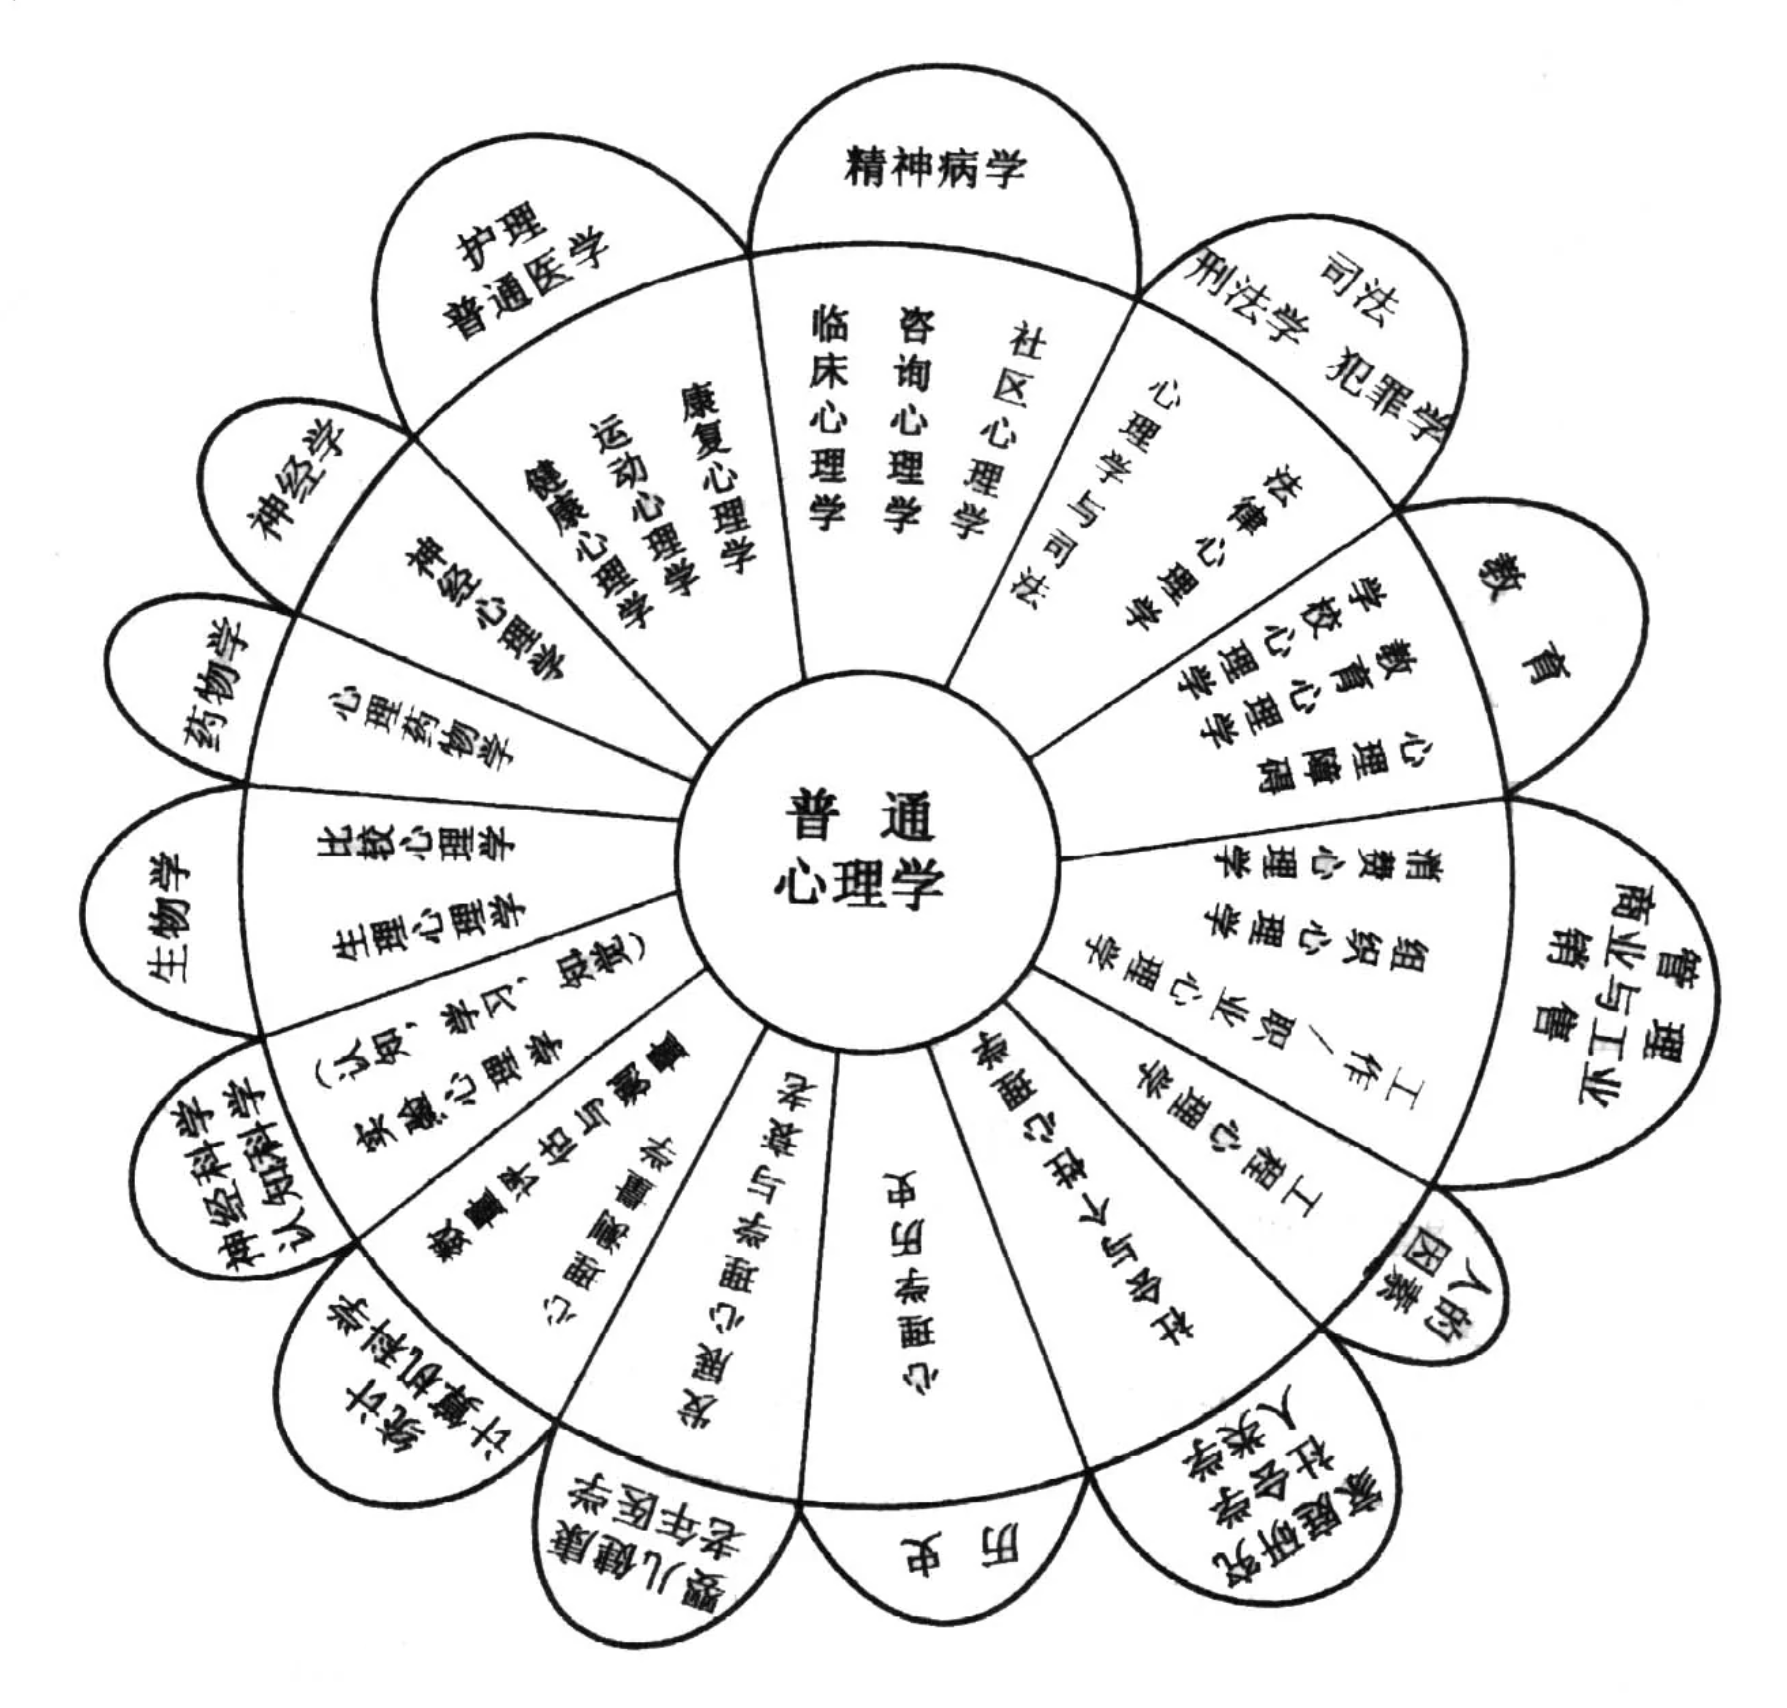 普通
心理学
精神病学
临床心理学
咨询心理学
社区心理学
司法
刑法学
犯罪学
心理学与司法
法律心理学
教育
学校心理学
教育心理学
心理障碍
管理
商业与工业
销售
消费心理学
组织心理学
工作/职业心理学
人的
因素
工程心理学
人类学
社会学
家庭研究
社会与个性心理学
历史
心理学历史
老年医学
婴儿健康
发展心理学与衰老
统计
计算机科学
数量评估与测量
心理测量学
神经科学
认知科学
(认知,学习,知觉)
实验心理学
生物学
比较心理学
生理心理学
药物学
心理药物学
神经学
神经心理学
护理
普通医学
健康心理学
运动心理学
康复心理学